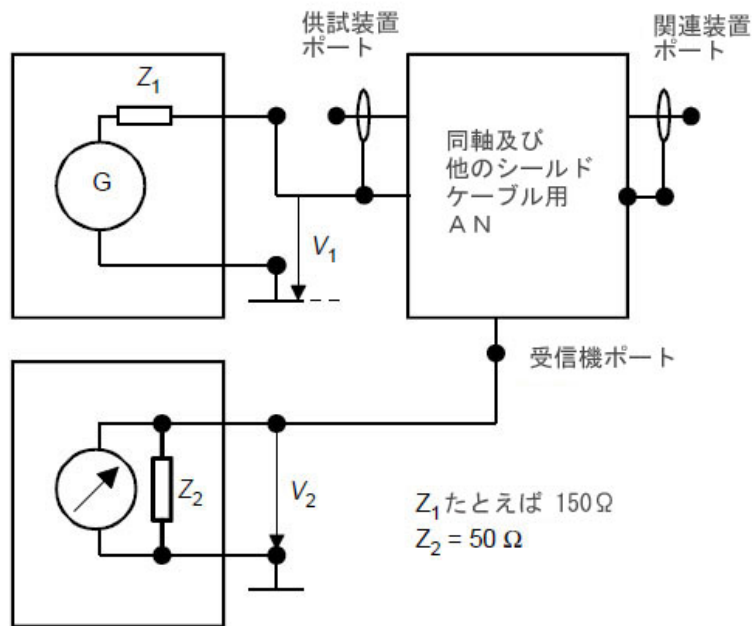 供試装置
ポート
関連装置
ポート
Z1
G
V1
同軸及び
他のシールド
ケーブル用
ＡＮ
受信機ポート
Z2
V2
Z1たとえば 150Ω
Z2 = 50 Ω